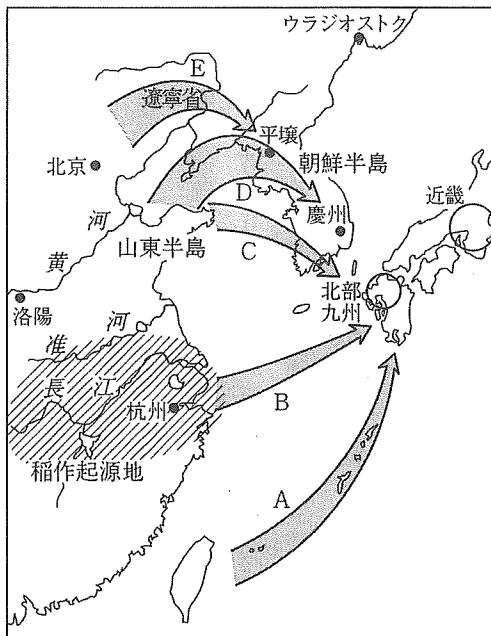 ウラジオストク
E
遼寧省
北京
平壌
朝鮮半島
近畿
D
慶州
黄河
山東半島
C
北部
九州
洛陽
淮河
長江
杭州
B
稲作起源地
A